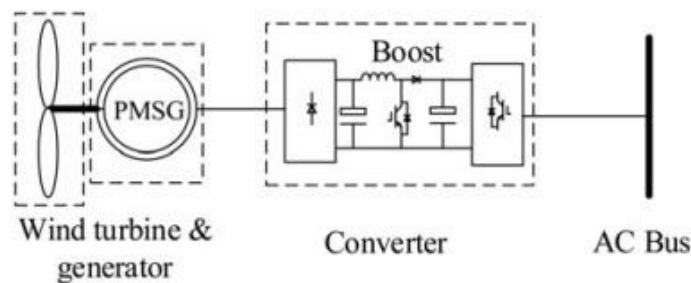 Boost
PMSG
Wind turbine &
generator
Converter
AC Bus